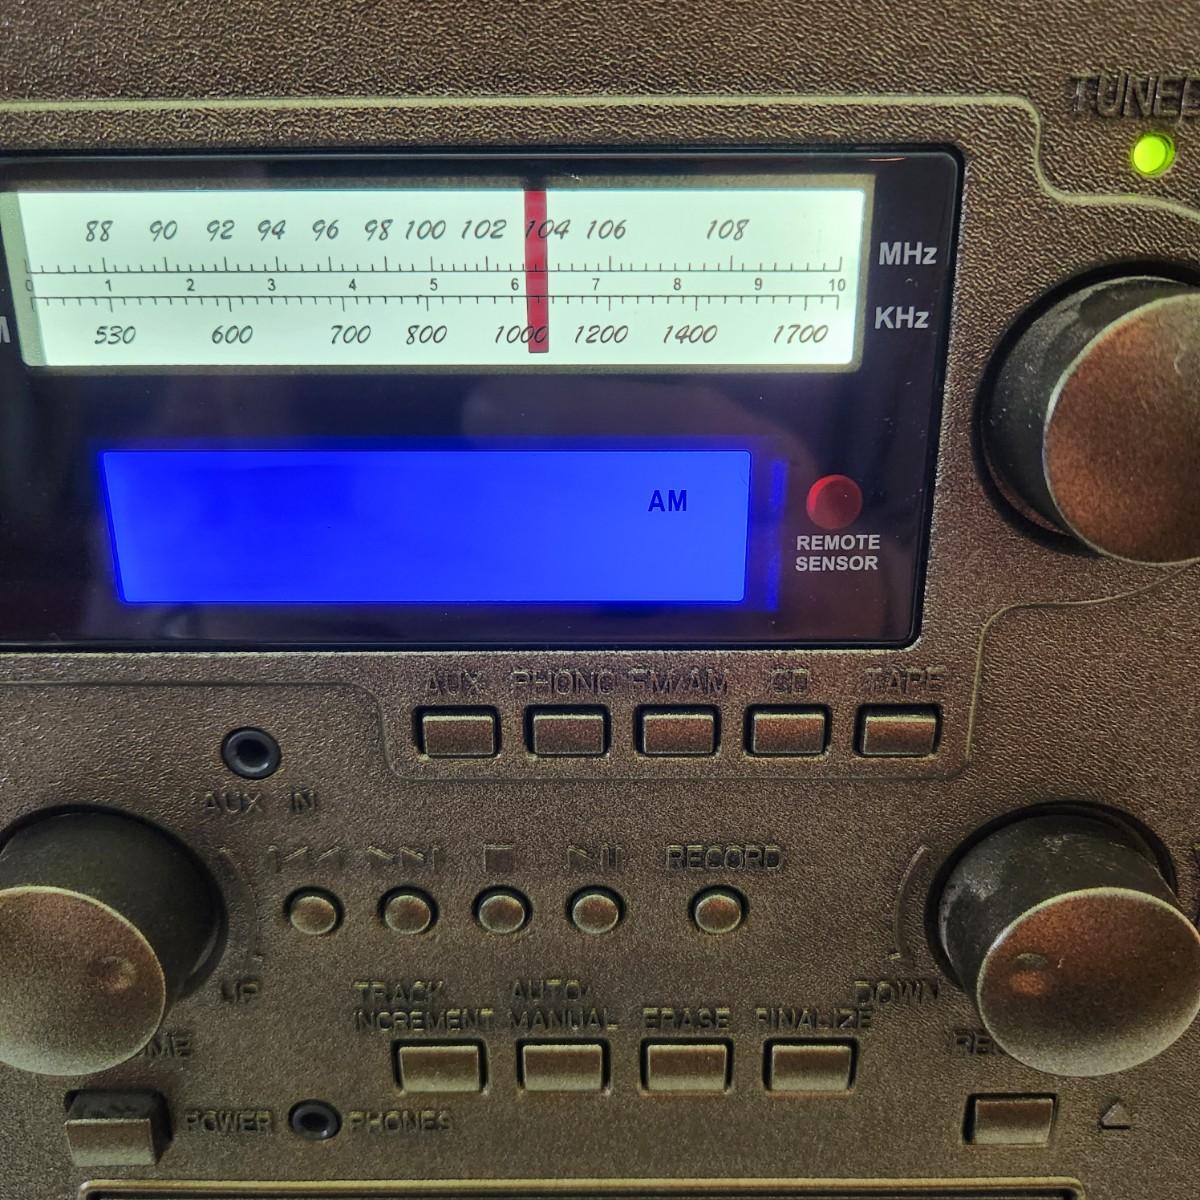 TUNE
88 90 92 94 96 98 100 102 104 106 108
MHz
0 1 2 3 4 5 6 7 8 9 10
KHz
530 600 700 800 1000 1200 1400 1700
AM
REMOTE
SENSOR
AUX PHONO FM/AM CD TAPE
AUX IN
RECORD
UP
TRACK
INCREMENT
AUTO/
MANUAL
ERASE
FINALIZE
DOWN
POWER
PHONES